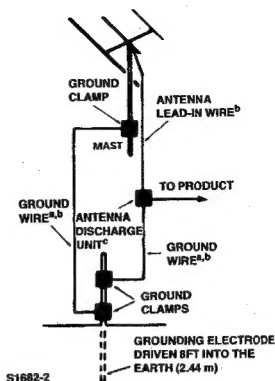 GROUND
CLAMP
ANTENNA
LEAD-IN WIREᵇ
MAST
TO PRODUCT
GROUND
WIREᵃ,ᵇ
ANTENNA
DISCHARGE
UNITᶜ
GROUND
WIREᵃ,ᵇ
GROUND
CLAMPS
GROUNDING ELECTRODE
DRIVEN 8FT INTO THE
EARTH (2.44 m)
S1682-2